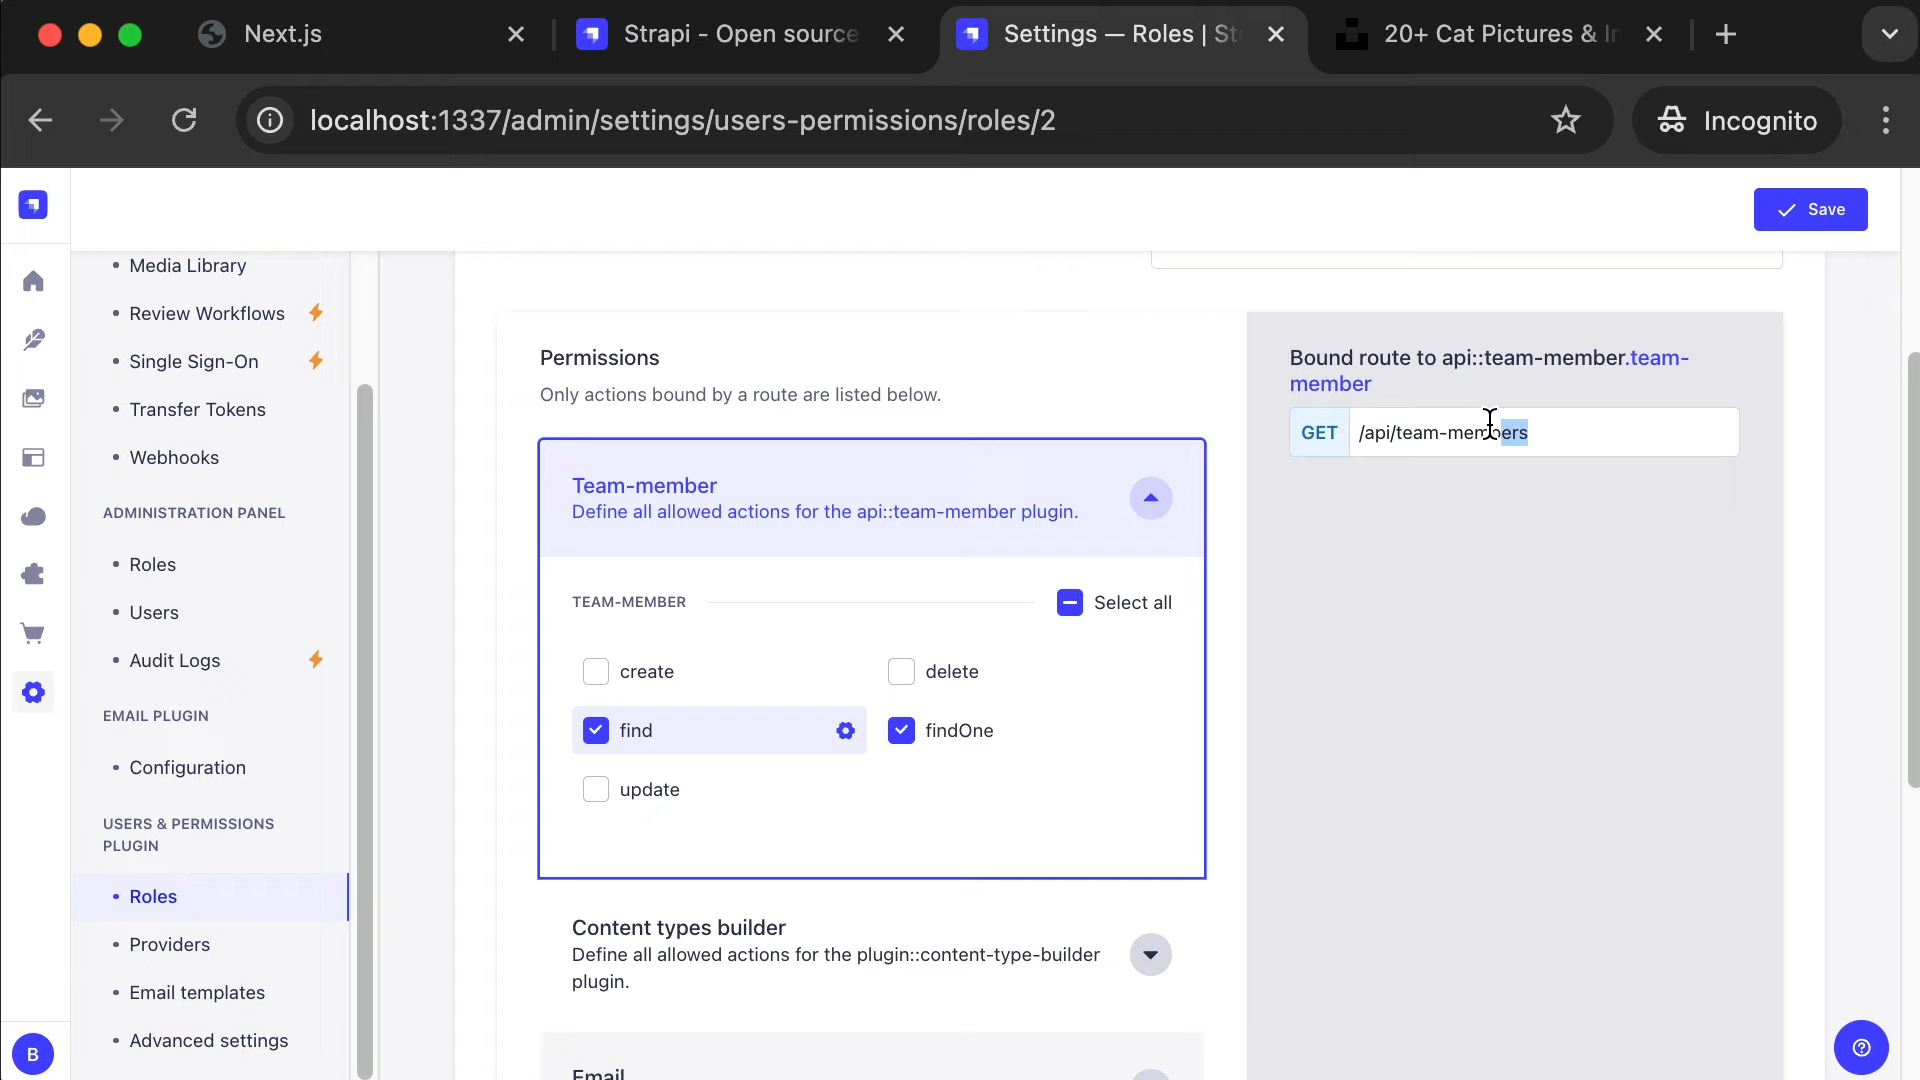 Next.js
Strapi - Open source
Settings — Roles | St
20+ Cat Pictures & I
localhost:1337/admin/settings/users-permissions/roles/2
Incognito
Save
Media Library
Review Workflows
Single Sign-On
Transfer Tokens
Webhooks
ADMINISTRATION PANEL
Roles
Users
Audit Logs
EMAIL PLUGIN
Configuration
USERS & PERMISSIONS
PLUGIN
Roles
Providers
Email templates
Advanced settings
B
Permissions
Only actions bound by a route are listed below.
Team-member
Define all allowed actions for the api::team-member plugin.
TEAM-MEMBER
Select all
create
delete
find
findOne
update
Content types builder
Define all allowed actions for the plugin::content-type-builder
plugin.
Email
Bound route to api::team-member.team-
member
GET /api/team-members